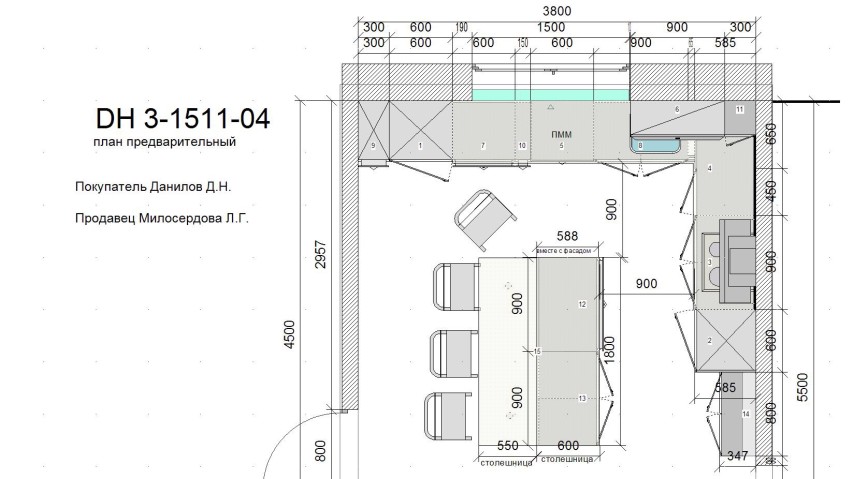 3800
300 600 190 1500 900 300
300 600 600 150 600 900 585
DH 3-1511-04
план предварительный
Покупатель Данилов Д.Н.
Продавец Милосердова Л.Г.
ПММ
9 1 7 10 5 8 6 11
4
650
450
900
3
900
2957
588
вместе с фасадом
900
900
12
4500
15
1800
2
600
585
5500
900
13
14
800
800
550 600
столешница столешница
347